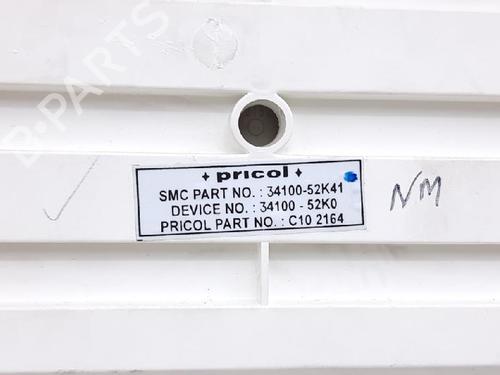 B-PARTS
pricol
SMC PART NO. : 34100-52K41
DEVICE NO. : 34100 - 52K0
PRICOL PART NO. : C10 2164
NM